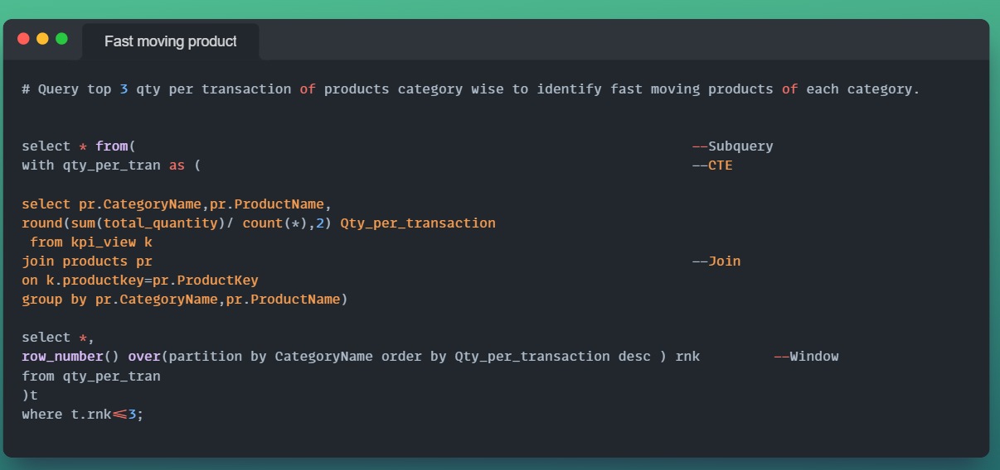 Fast moving product
# Query top 3 qty per transaction of products category wise to identify fast moving products of each category.
select * from( --Subquery
with qty_per_tran as ( --CTE
select pr.CategoryName,pr.ProductName,
round(sum(total_quantity)/ count(*),2) Qty_per_transaction
from kpi_view k
join products pr --Join
on k.productkey=pr.ProductKey
group by pr.CategoryName,pr.ProductName)
select *,
row_number() over(partition by CategoryName order by Qty_per_transaction desc ) rnk --Window
from qty_per_tran
)t
where t.rnk<=3;